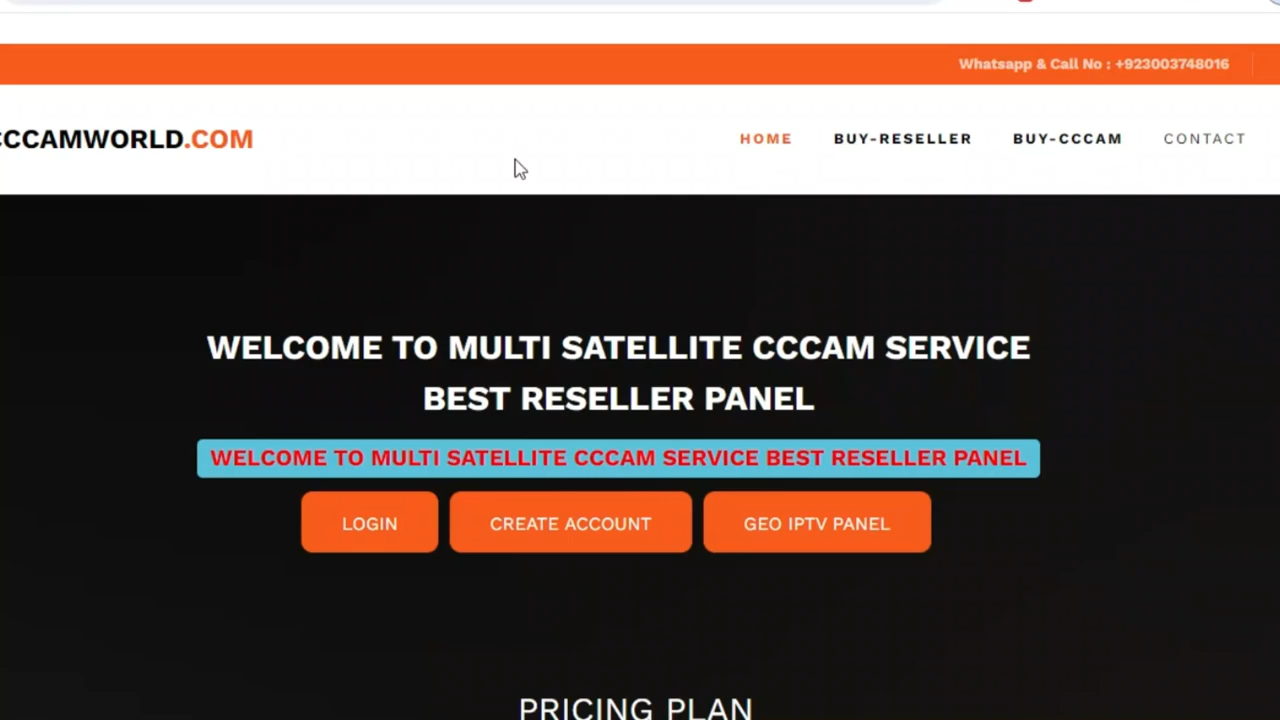 Whatsapp & Call No : +923003748016
CCCAMWORLD.COM
HOME BUY-RESELLER BUY-CCCAM CONTACT
WELCOME TO MULTI SATELLITE CCCAM SERVICE
BEST RESELLER PANEL
WELCOME TO MULTI SATELLITE CCCAM SERVICE BEST RESELLER PANEL
LOGIN CREATE ACCOUNT GEO IPTV PANEL
PRICING PLAN